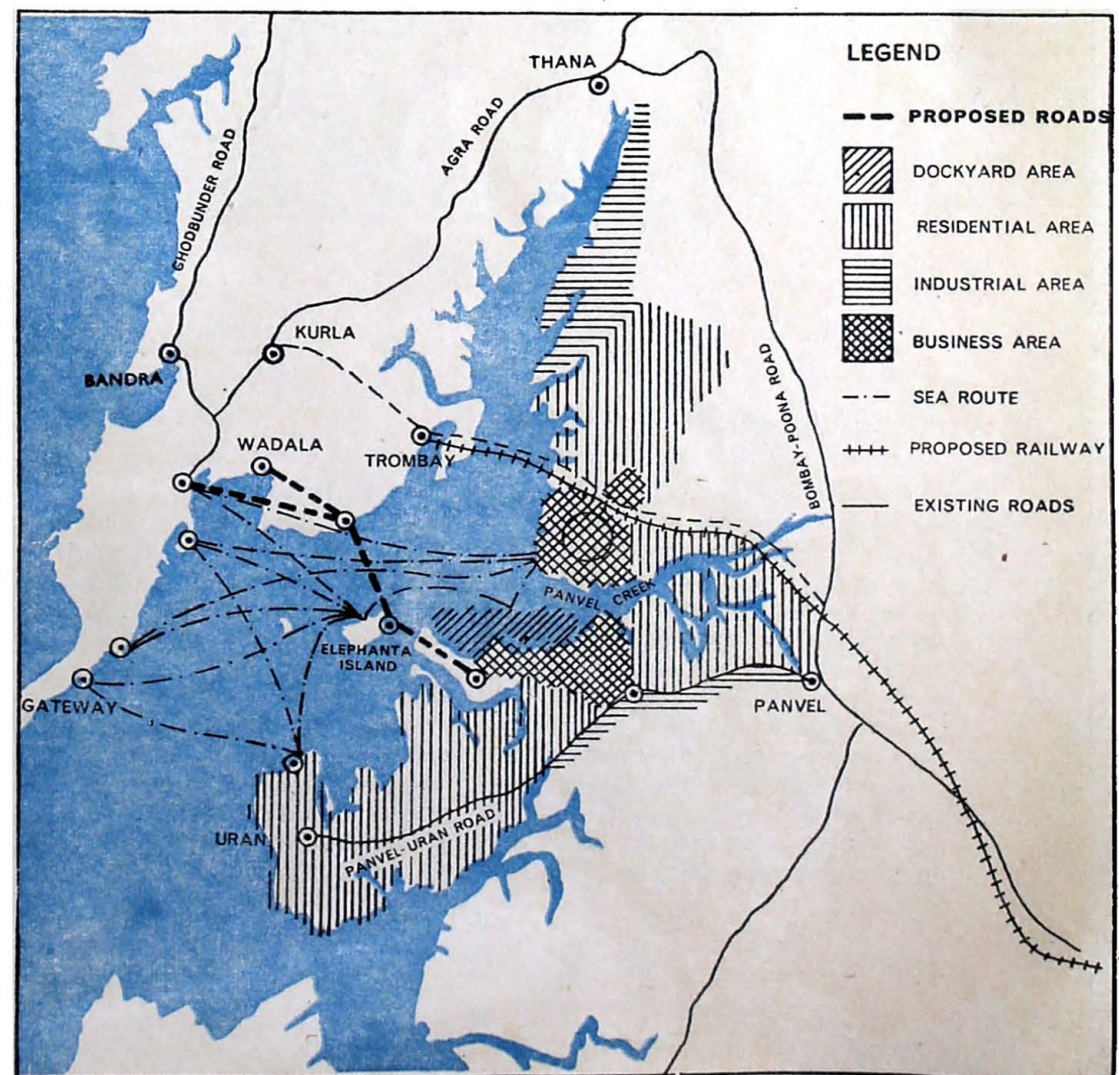 LEGEND
PROPOSED ROADS
DOCKYARD AREA
RESIDENTIAL AREA
INDUSTRIAL AREA
BUSINESS AREA
SEA ROUTE
PROPOSED RAILWAY
EXISTING ROADS
THANA
AGRA ROAD
GHODBUNDER ROAD
KURLA
BANDRA
BOMBAY-POONA ROAD
WADALA
TROMBAY
PANVEL CREEK
ELEPHANTA
ISLAND
GATEWAY
PANVEL
URAN
PANVEL-URAN ROAD